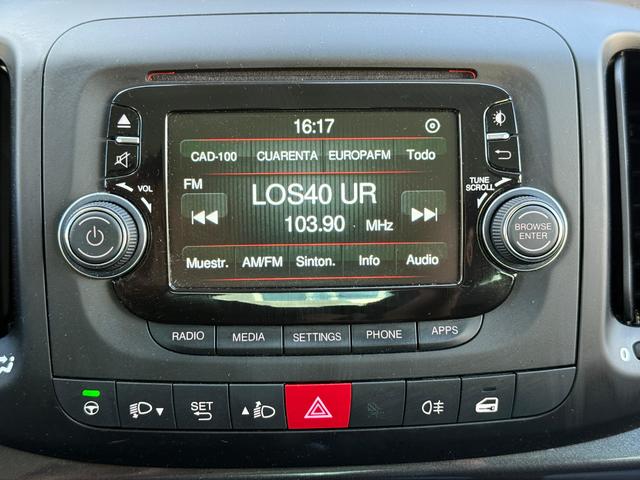 16:17
CAD-100 CUARENTA EUROPAFM Todo
FM
LOS40 UR
103.90 MHz
Muestr. AM/FM Sinton. Info Audio
VOL
TUNE
SCROLL
BROWSE
ENTER
RADIO MEDIA SETTINGS PHONE APPS
SET
0